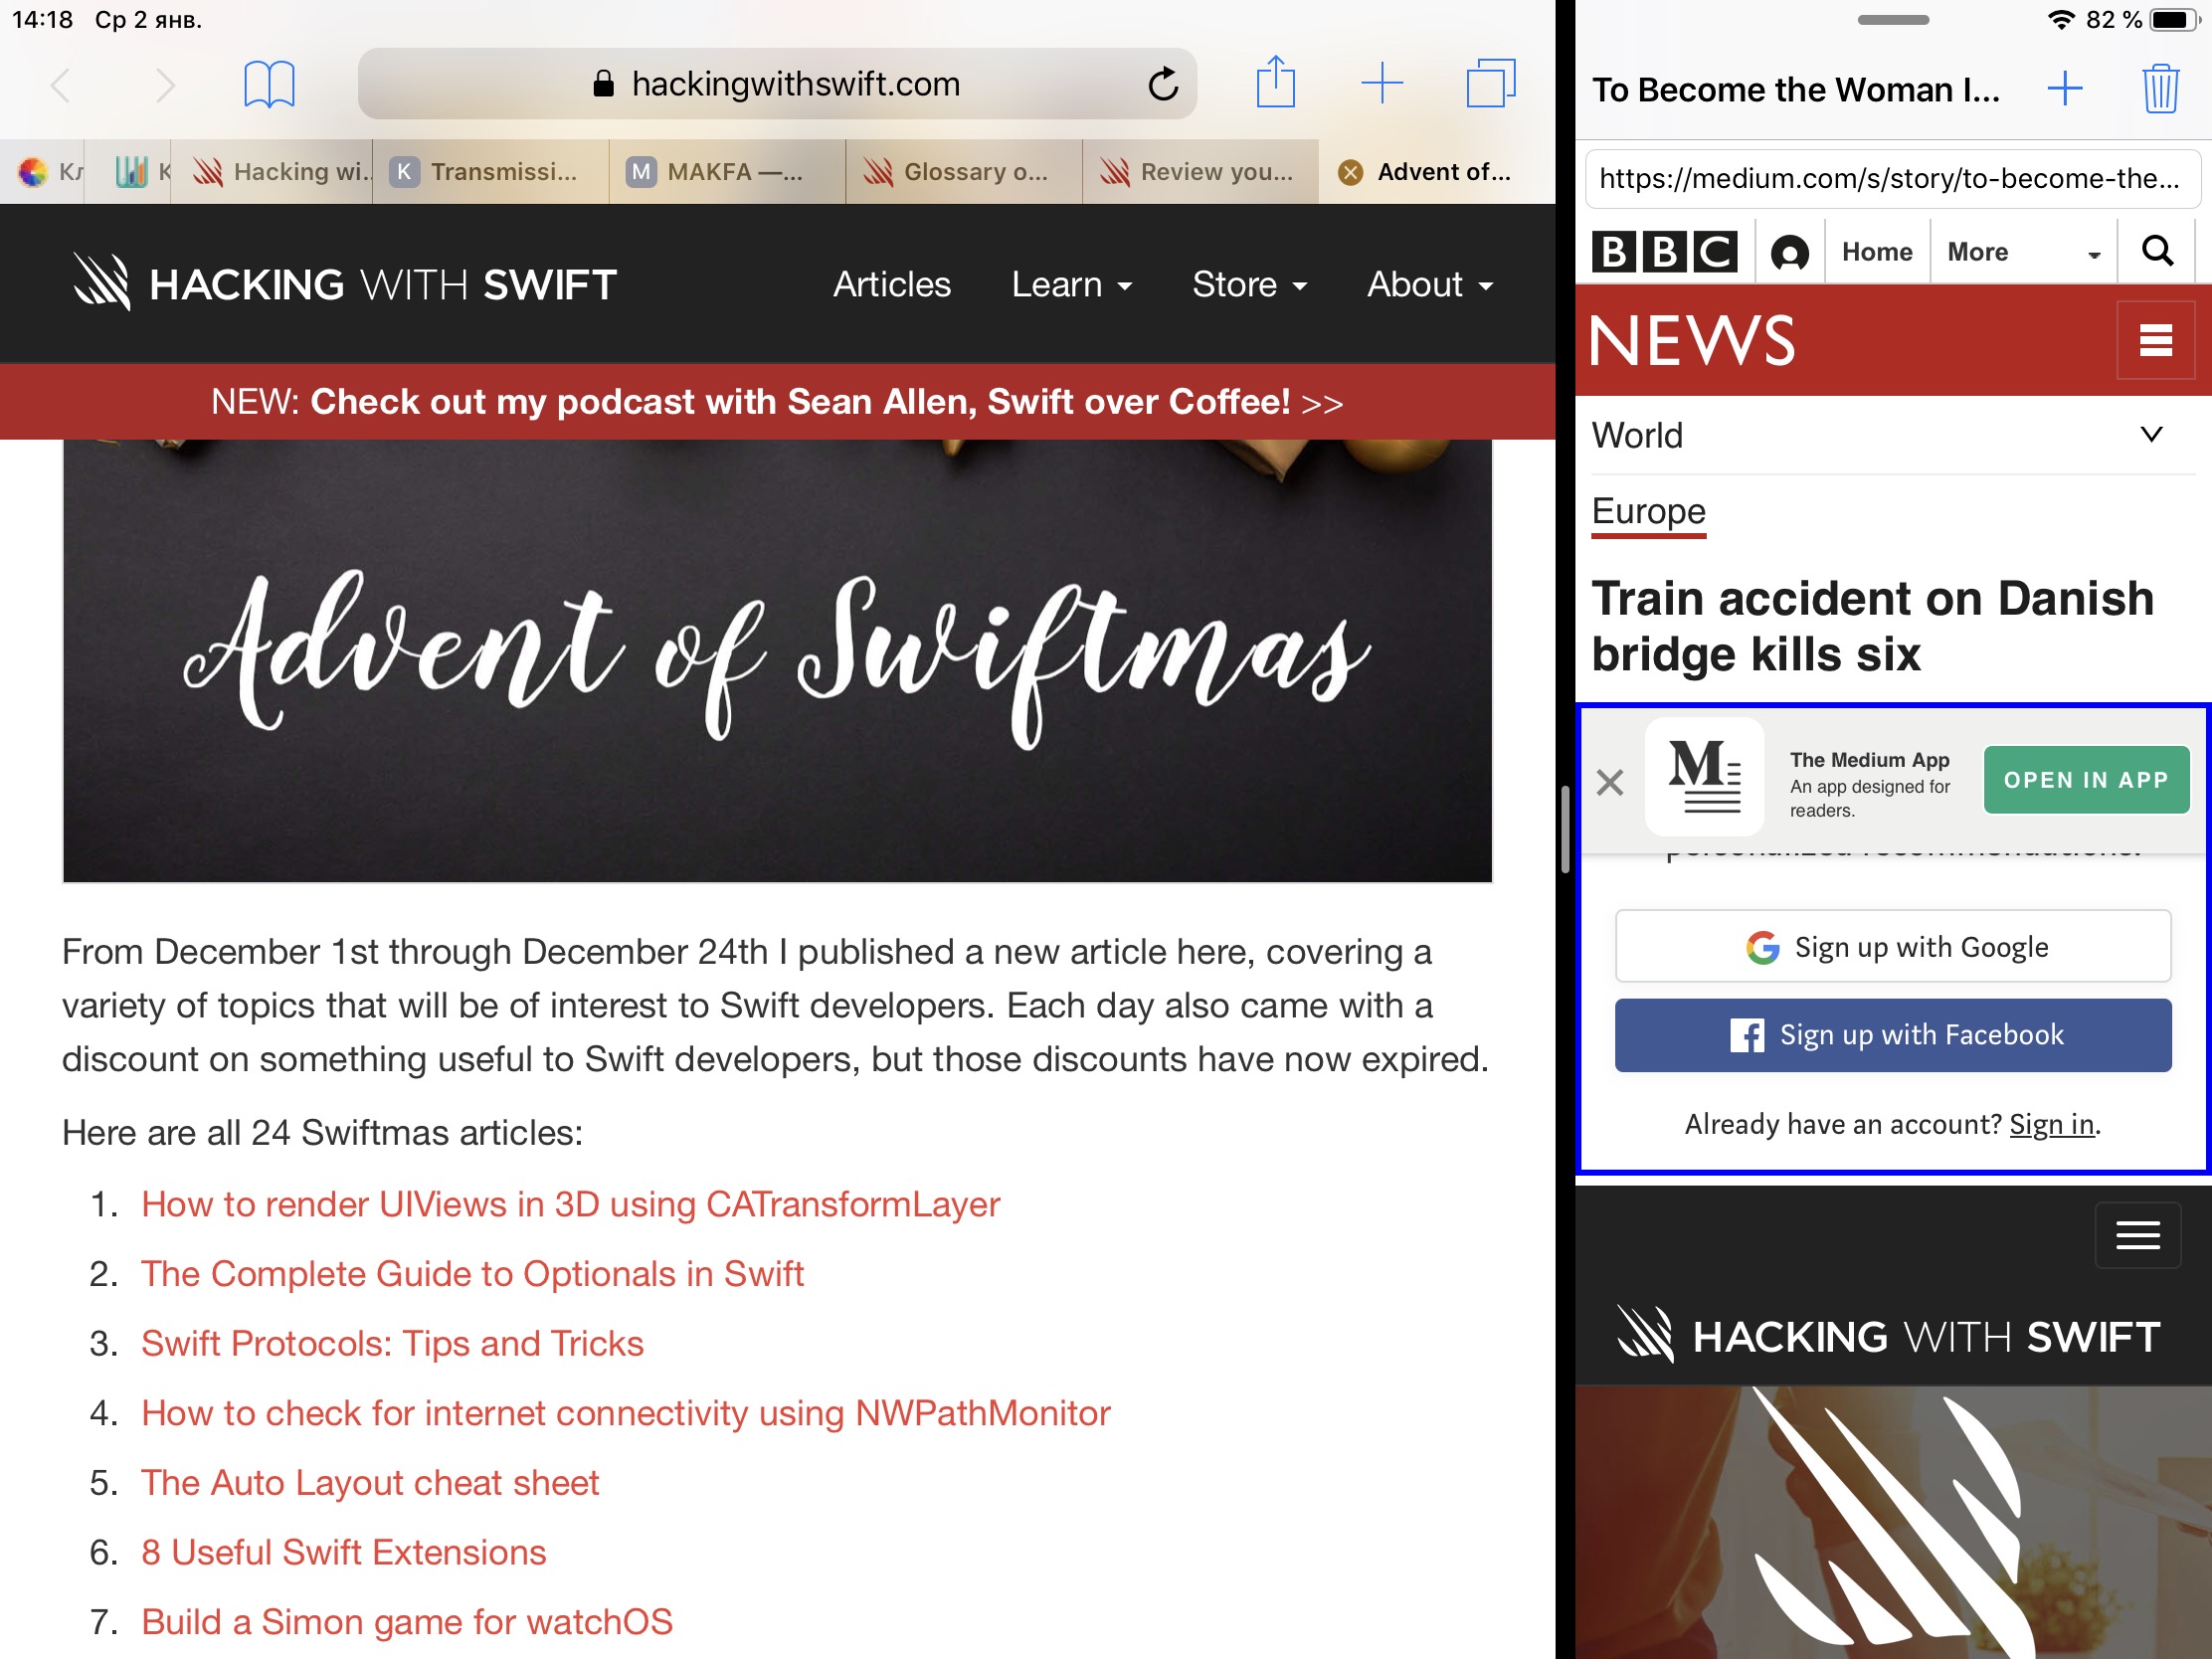 14:18 Ср 2 янв.
82 %
hackingwithswift.com
Hacking wi...
K Transmissi...
M MAKFA —...
Glossary o...
Review you...
Advent of...
HACKING WITH SWIFT
Articles Learn Store About
NEW: Check out my podcast with Sean Allen, Swift over Coffee! >>
Advent of Swiftmas
From December 1st through December 24th I published a new article here, covering a
variety of topics that will be of interest to Swift developers. Each day also came with a
discount on something useful to Swift developers, but those discounts have now expired.
Here are all 24 Swiftmas articles:
1. How to render UIViews in 3D using CATransformLayer
2. The Complete Guide to Optionals in Swift
3. Swift Protocols: Tips and Tricks
4. How to check for internet connectivity using NWPathMonitor
5. The Auto Layout cheat sheet
6. 8 Useful Swift Extensions
7. Build a Simon game for watchOS
To Become the Woman I...
https://medium.com/s/story/to-become-the...
BBC Home More
NEWS
World
Europe
Train accident on Danish
bridge kills six
The Medium App
An app designed for
readers.
OPEN IN APP
personalized recommendations.
Sign up with Google
Sign up with Facebook
Already have an account? Sign in.
HACKING WITH SWIFT